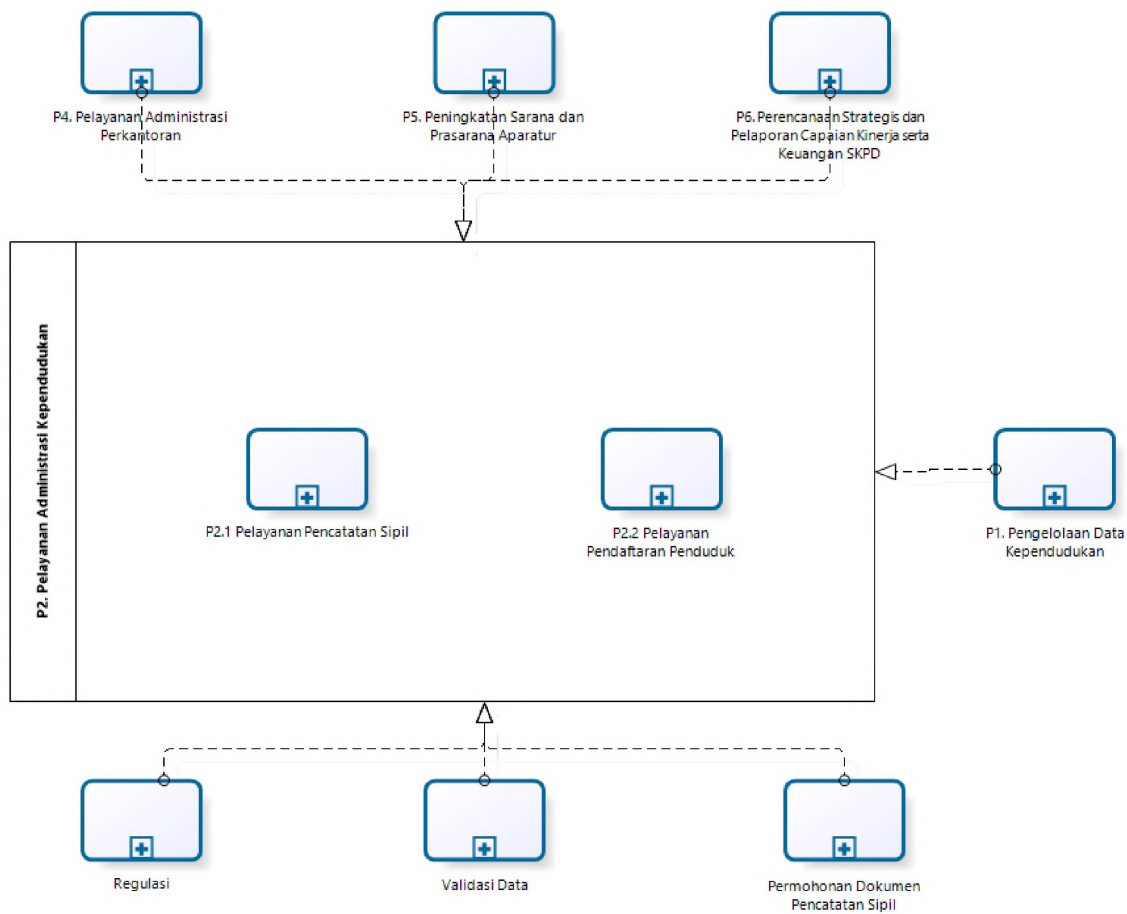 P4. Pelayanan Administrasi
Perkantoran
P5. Peningkatan Sarana dan
Prasarana Aparatur
P6. Perencanaan Strategis dan
Pelaporan Capaian Kinerja serta
Keuangan SKPD
P2. Pelayanan Administrasi Kependudukan
P2.1 Pelayanan Pencatatan Sipil
P2.2 Pelayanan
Pendaftaran Penduduk
P1. Pengelolaan Data
Kependudukan
Regulasi
Validasi Data
Permohonan Dokumen
Pencatatan Sipil